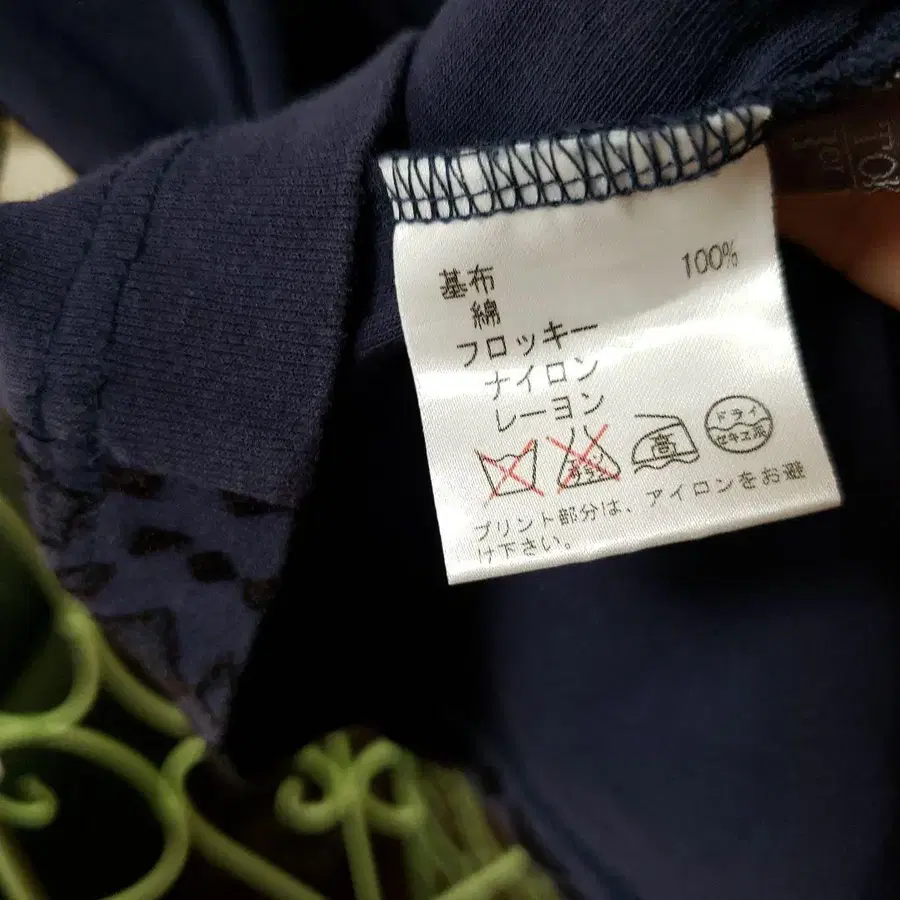 基布
綿 100%
フロッキー
ナイロン
レーヨン
高
ドライ
セキユ系
プリント部分は、アイロンをお避
け下さい。